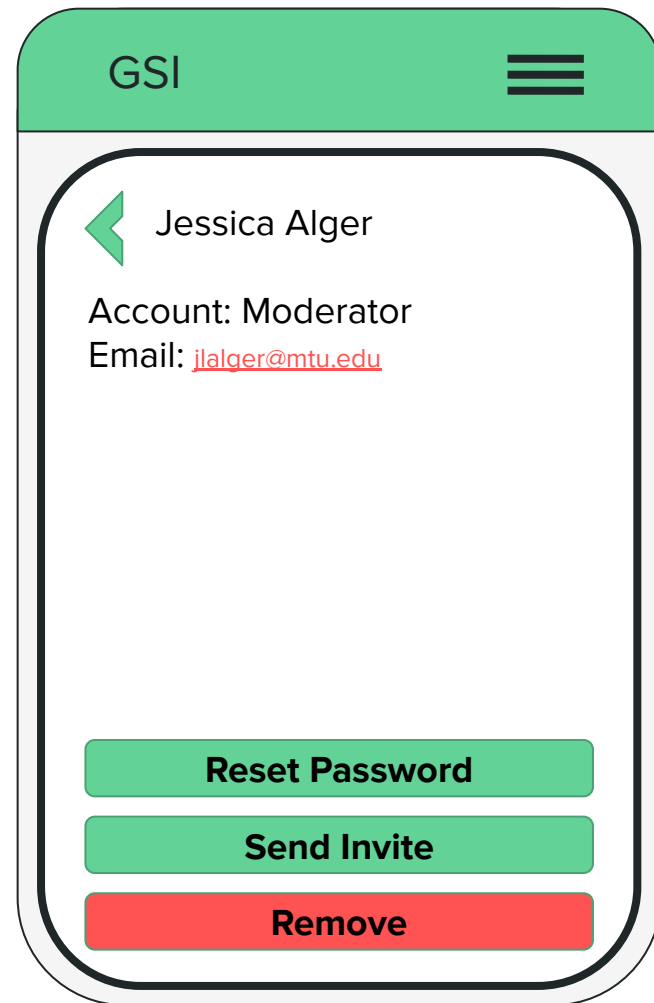 GSI
Jessica Alger
Account: Moderator
Email: jlalger@mtu.edu
Reset Password
Send Invite
Remove